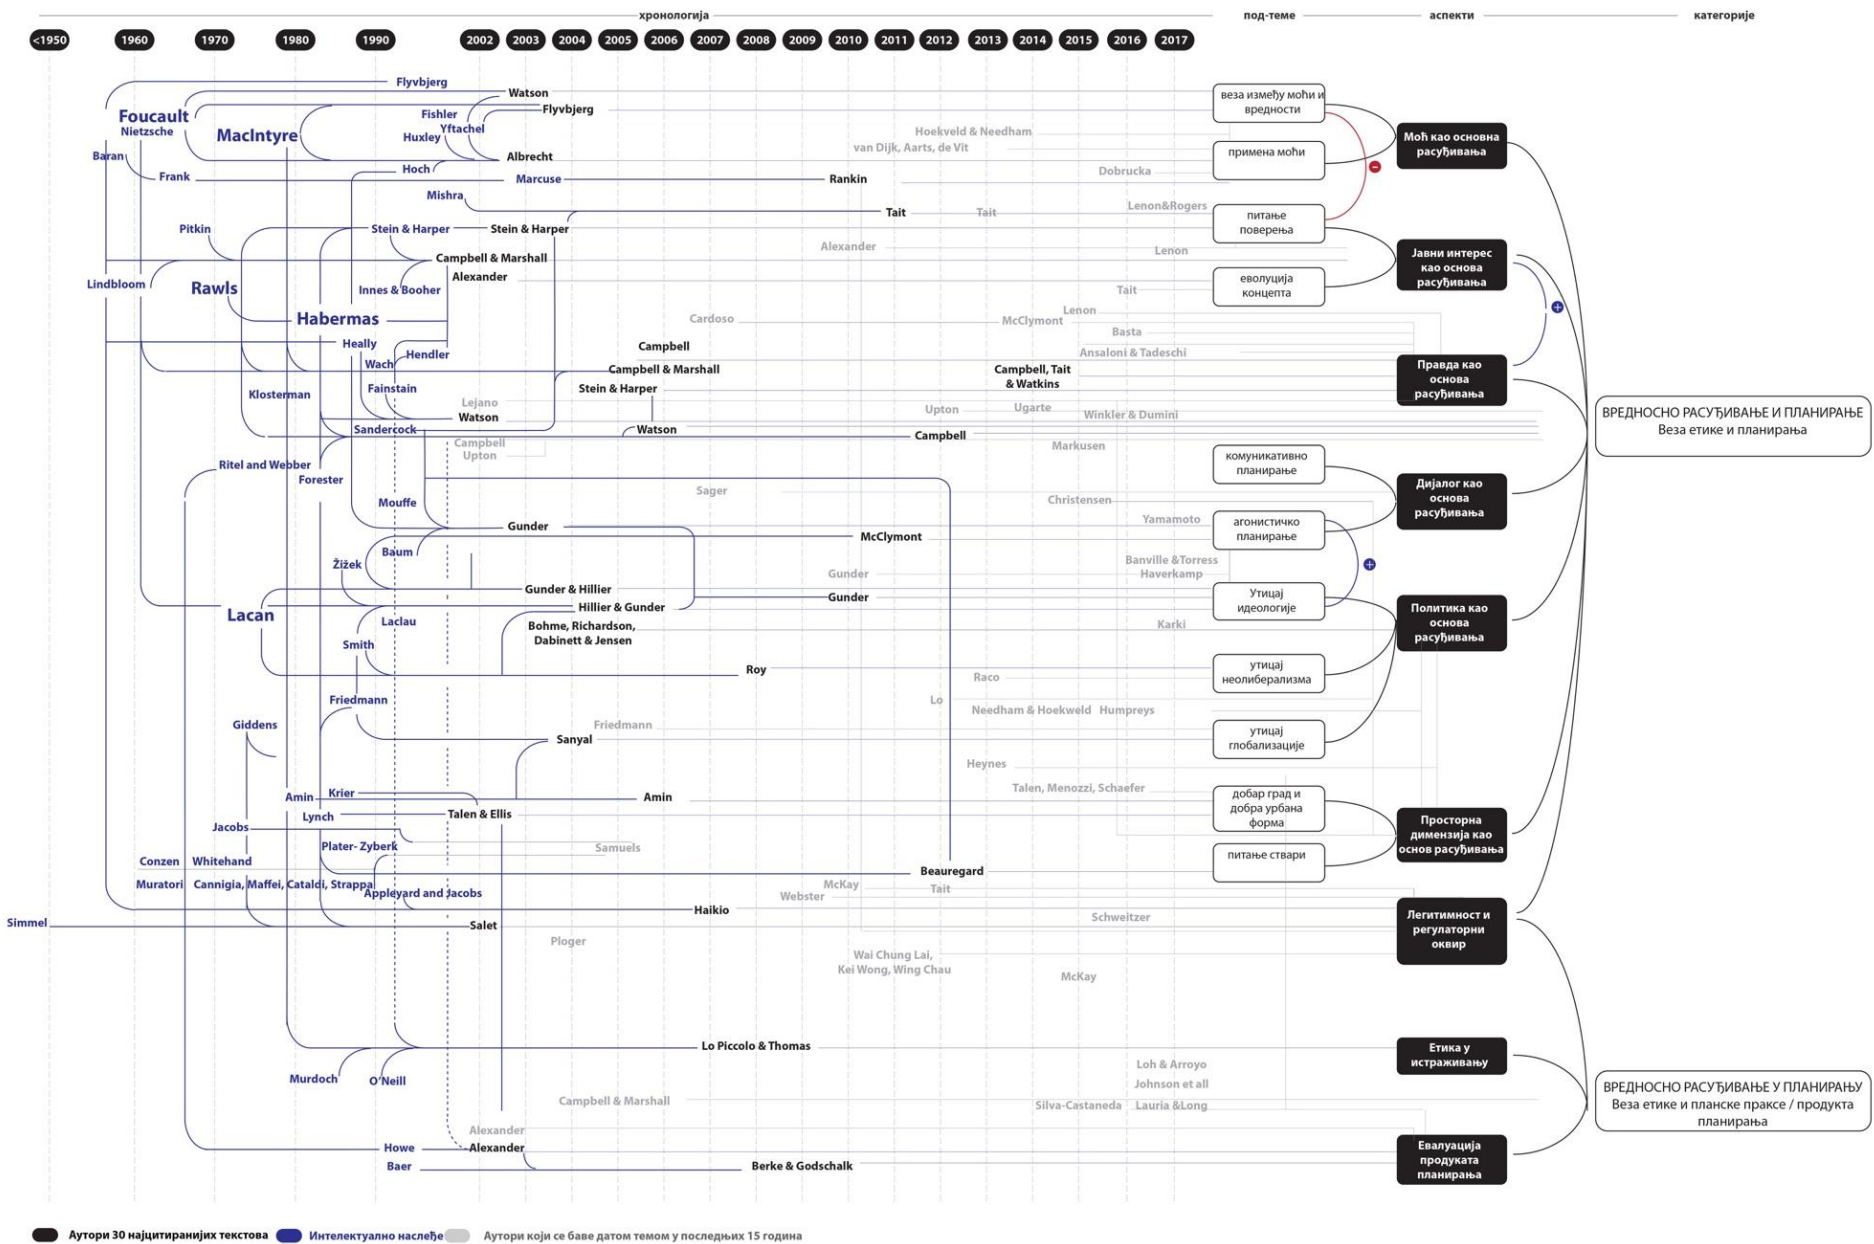 хронологија
под-теме
аспекти
категорије
<1950
1960
1970
1980
1990
2002
2003
2004
2005
2006
2007
2008
2009
2010
2011
2012
2013
2014
2015
2016
2017
Flyvbjerg
Watson
Foucault
Fishler
Flyvbjerg
Nietzsche
MacIntyre
Yftachel
Huxley
Hoekveld & Needham
van Dijk, Aarts, de Vit
Baran
Albrecht
Hoch
Frank
Marcuse
Rankin
Dobrucka
Mishra
Tait
Tait
Lenon&Rogers
Pitkin
Stein & Harper
Stein & Harper
Alexander
Lenon
Campbell & Marshall
Alexander
Lindbloom
Rawls
Innes & Booher
Tait
Habermas
Cardoso
Lenon
McClymont
Basta
Heally
Hendler
Campbell
Ansaloni & Tadeschi
Wach
Campbell & Marshall
Campbell, Tait
& Watkins
Klosterman
Fainstain
Stein & Harper
Lejano
Watson
Upton
Ugarte
Winkler & Dumini
Sandercock
Watson
Campbell
Campbell
Upton
Markusen
Ritel and Webber
Forester
Mouffe
Sager
Christensen
Gunder
McClymont
Yamamoto
Baum
Žižek
Banville &Torress
Haverkamp
Gunder
Gunder & Hillier
Gunder
Lacan
Hillier & Gunder
Laclau
Bohme, Richardson,
Dabinett & Jensen
Karki
Smith
Roy
Raco
Friedmann
Lo
Needham & Hoekweld
Humpreys
Giddens
Friedmann
Sanyal
Heynes
Amin
Krier
Amin
Talen, Menozzi, Schaefer
Lynch
Talen & Ellis
Jacobs
Plater- Zyberk
Samuels
Conzen
Whitehand
Beauregard
Muratori
Cannigia, Maffei, Cataldi, Strappa
Appleyard and Jacobs
McKay
Tait
Webster
Haikio
Schweitzer
Simmel
Salet
Ploger
Wai Chung Lai,
Kei Wong, Wing Chau
McKay
Lo Piccolo & Thomas
Loh & Arroyo
Murdoch
O'Neill
Johnson et all
Campbell & Marshall
Silva-Castaneda
Lauria &Long
Alexander
Howe
Alexander
Baer
Berke & Godschalk
веза између моћи и
вредности
примена моћи
питање
поверења
еволуција
концепта
комуникативно
планирање
агонистичко
планирање
Утицај
идеологије
утицај
неолиберализма
утицај
глобализације
добар град и
добра урбана
форма
питање ствари
Моћ као основна
расуђивања
Јавни интерес
као основа
расуђивања
Правда као
основа
расуђивања
Дијалог као
основа
расуђивања
Политика као
основа
расуђивања
Просторна
димензија као
основ расуђивања
Легитимност и
регулаторни
оквир
Етика у
истраживању
Евалуација
продуката
планирања
ВРЕДНОСНО РАСУЂИВАЊЕ И ПЛАНИРАЊЕ
Веза етике и планирања
ВРЕДНОСНО РАСУЂИВАЊЕ У ПЛАНИРАЊУ
Веза етике и планске праксе / продукта
планирања
Аутори 30 најцитиранијих текстова
Интелектуално наслеђе
Аутори који се баве датом темом у последњих 15 година